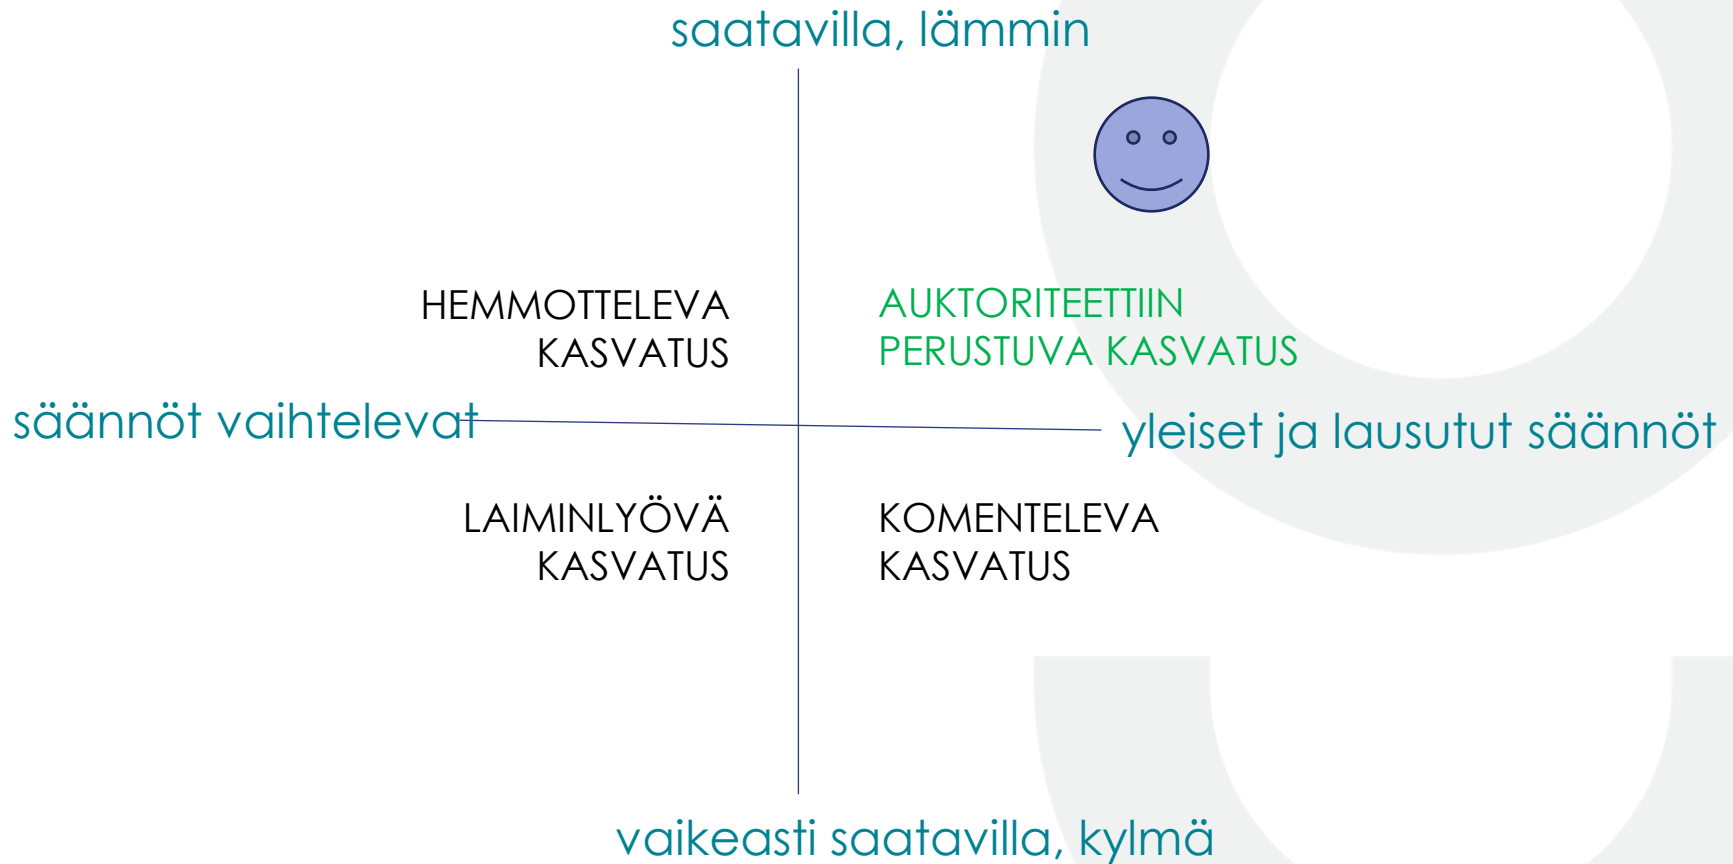 saatavilla, lämmin
HEMMOTTELEVA
KASVATUS
AUKTORITEETTIIN
PERUSTUVA KASVATUS
säännöt vaihtelevat
yleiset ja lausutut säännöt
LAIMINLYÖVÄ
KASVATUS
KOMENTELEVA
KASVATUS
vaikeasti saatavilla, kylmä